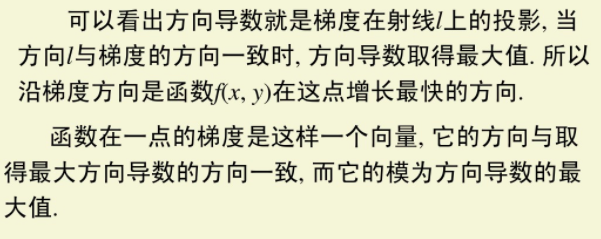 可以看出方向导数就是梯度在射线l上的投影, 当
方向l与梯度的方向一致时, 方向导数取得最大值. 所以
沿梯度方向是函数f(x, y)在这点增长最快的方向.
函数在一点的梯度是这样一个向量, 它的方向与取
得最大方向导数的方向一致, 而它的模为方向导数的最
大值.